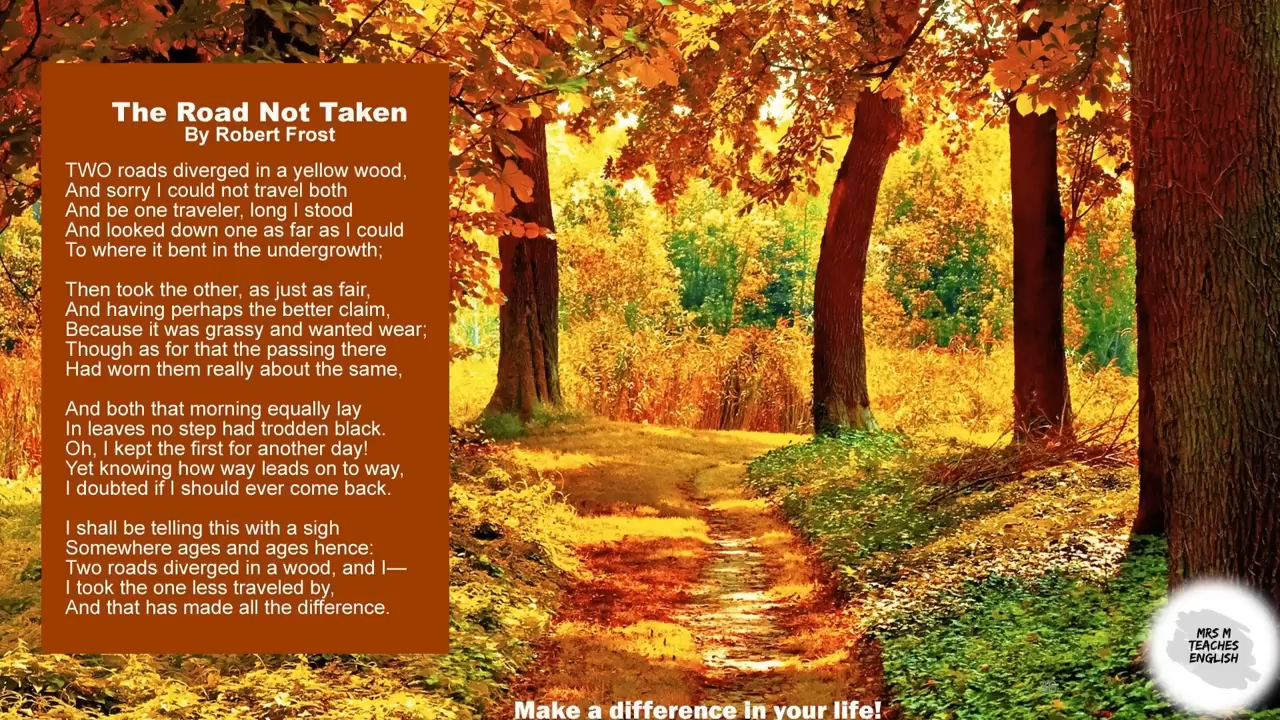 The Road Not Taken
By Robert Frost
TWO roads diverged in a yellow wood,
And sorry I could not travel both
And be one traveler, long I stood
And looked down one as far as I could
To where it bent in the undergrowth;
Then took the other, as just as fair,
And having perhaps the better claim,
Because it was grassy and wanted wear;
Though as for that the passing there
Had worn them really about the same,
And both that morning equally lay
In leaves no step had trodden black.
Oh, I kept the first for another day!
Yet knowing how way leads on to way,
I doubted if I should ever come back.
I shall be telling this with a sigh
Somewhere ages and ages hence:
Two roads diverged in a wood, and I—
I took the one less traveled by,
And that has made all the difference.
MRS M
TEACHES
ENGLISH
Make a difference in your life!